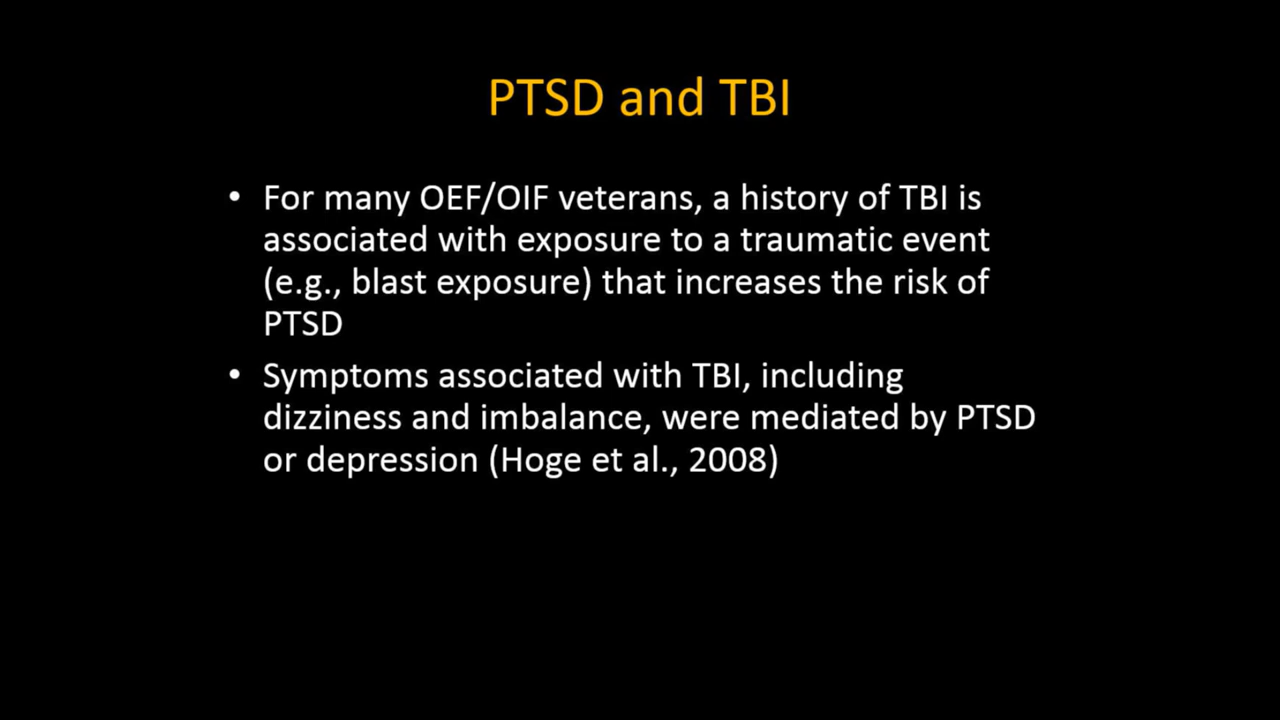 PTSD and TBI
• For many OEF/OIF veterans, a history of TBI is
associated with exposure to a traumatic event
(e.g., blast exposure) that increases the risk of
PTSD
• Symptoms associated with TBI, including
dizziness and imbalance, were mediated by PTSD
or depression (Hoge et al., 2008)